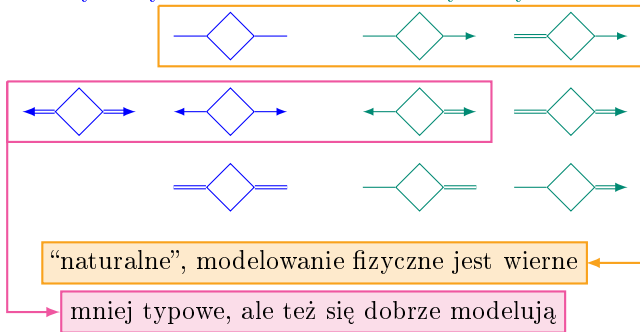 “naturalne”, modelowanie fizyczne jest wierne
mniej typowe, ale też się dobrze modelują